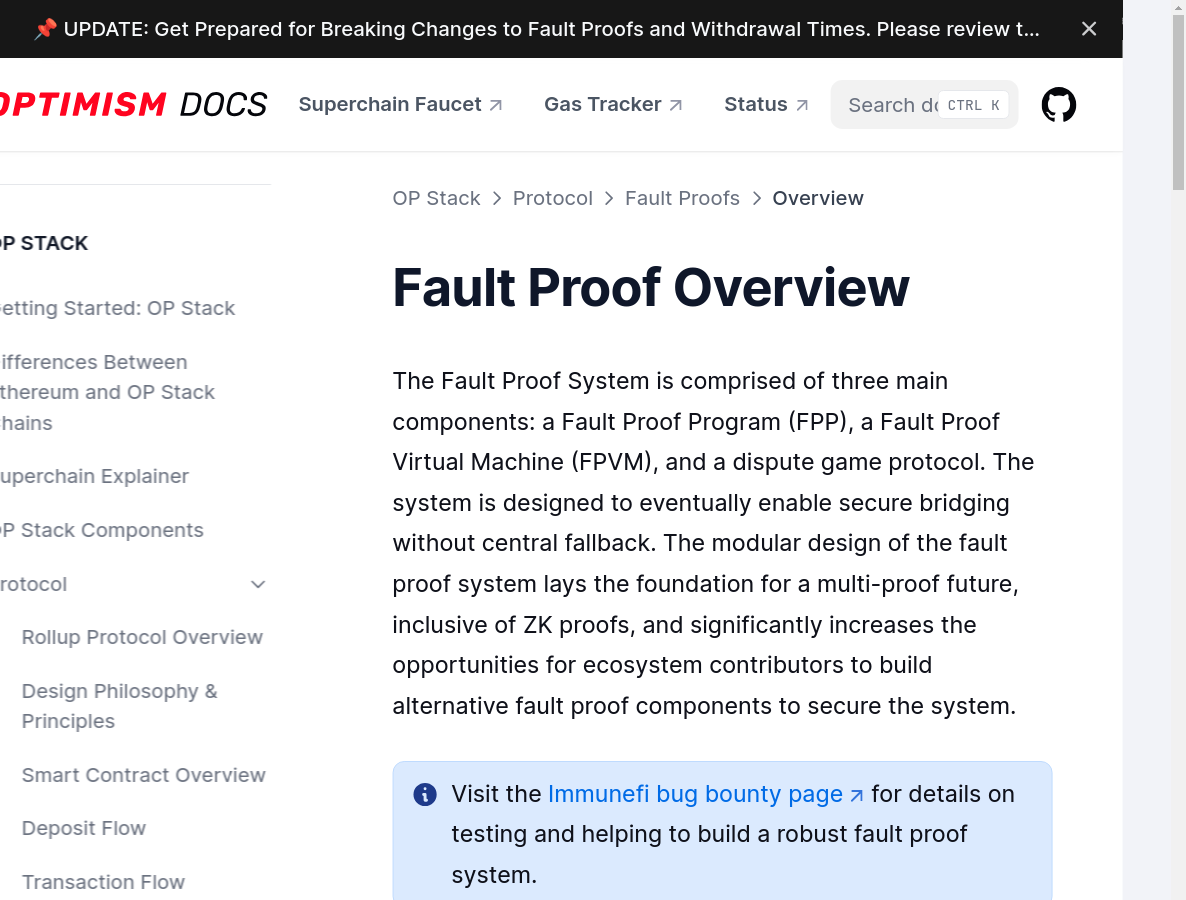 📌 UPDATE: Get Prepared for Breaking Changes to Fault Proofs and Withdrawal Times. Please review t...
OPTIMISM DOCS
Superchain Faucet
Gas Tracker
Status
Search do
CTRL K
OP STACK
etting Started: OP Stack
ifferences Between
thereum and OP Stack
hains
uperchain Explainer
OP Stack Components
rotocol
Rollup Protocol Overview
Design Philosophy &
Principles
Smart Contract Overview
Deposit Flow
Transaction Flow
OP Stack > Protocol > Fault Proofs > Overview
Fault Proof Overview
The Fault Proof System is comprised of three main
components: a Fault Proof Program (FPP), a Fault Proof
Virtual Machine (FPVM), and a dispute game protocol. The
system is designed to eventually enable secure bridging
without central fallback. The modular design of the fault
proof system lays the foundation for a multi-proof future,
inclusive of ZK proofs, and significantly increases the
opportunities for ecosystem contributors to build
alternative fault proof components to secure the system.
Visit the Immunefi bug bounty page for details on
testing and helping to build a robust fault proof
system.